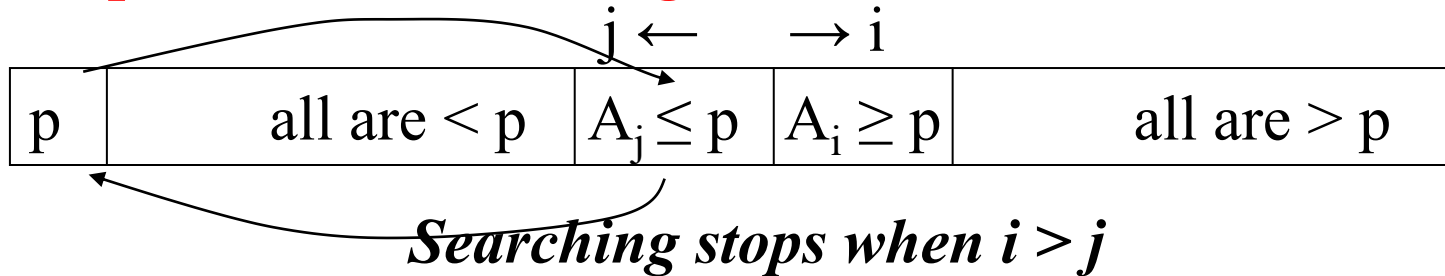 j ← → i
p all are < p Aⱼ ≤ p Aᵢ ≥ p all are > p
Searching stops when i > j